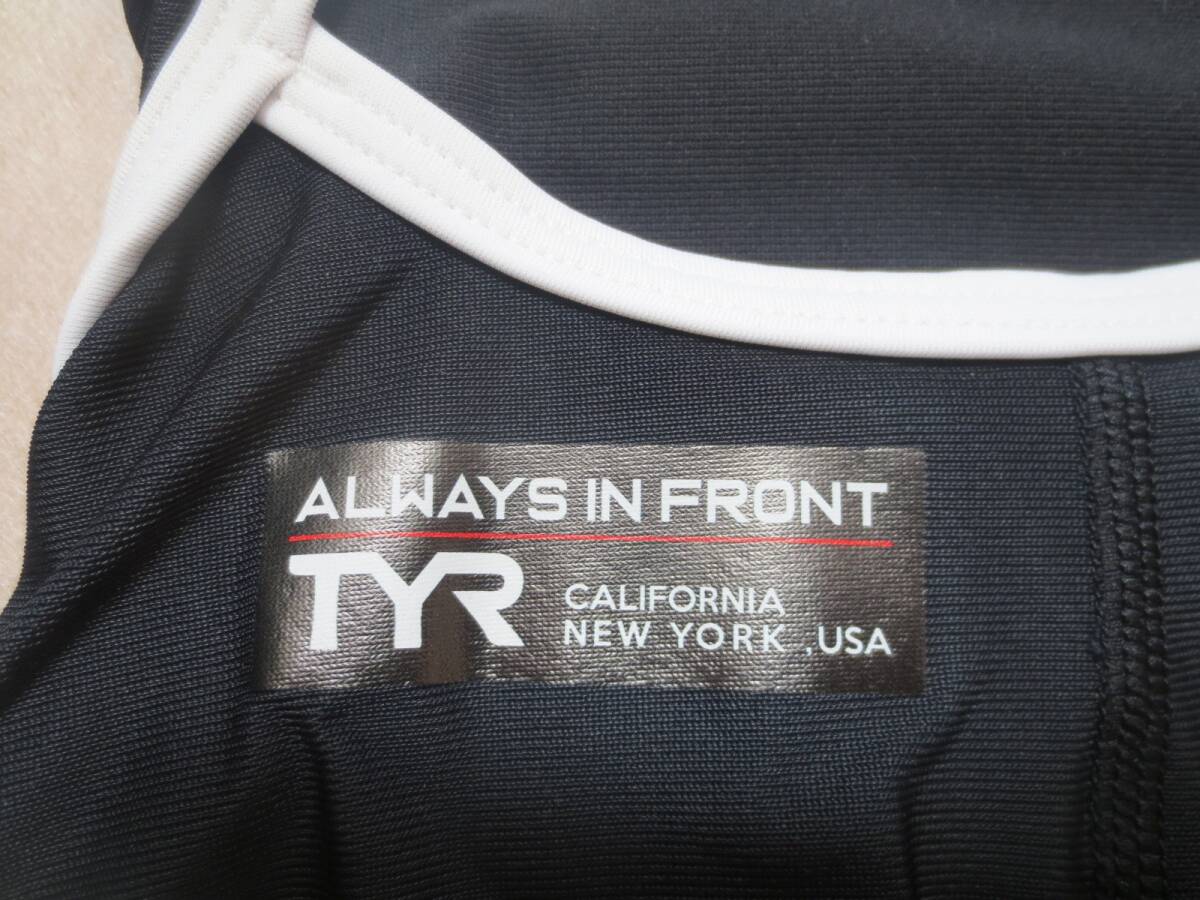 ALWAYS IN FRONT
TYR
CALIFORNIA
NEW YORK ,USA